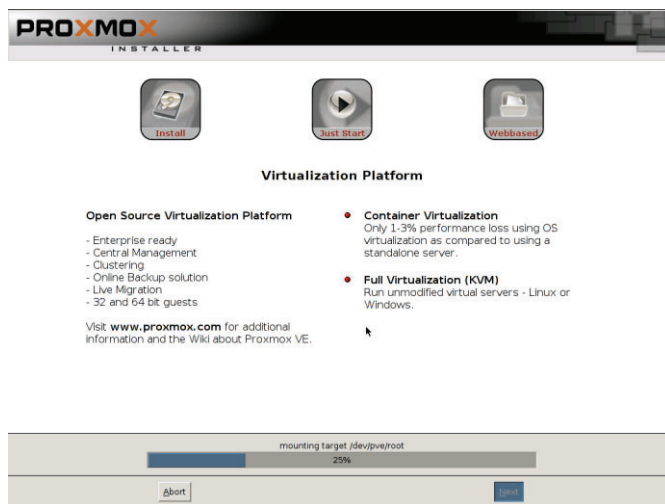 PROXMOX
INSTALLER
Install
Just Start
Webbased
Virtualization Platform
Open Source Virtualization Platform
- Enterprise ready
- Central Management
- Clustering
- Online Backup solution
- Live Migration
- 32 and 64 bit guests
Visit www.proxmox.com for additional
information and the Wiki about Proxmox VE.
Container Virtualization
Only 1-3% performance loss using OS
virtualization as compared to using a
standalone server.
Full Virtualization (KVM)
Run unmodified virtual servers - Linux or
Windows.
mounting target /dev/pve/root
25%
Abort
Next